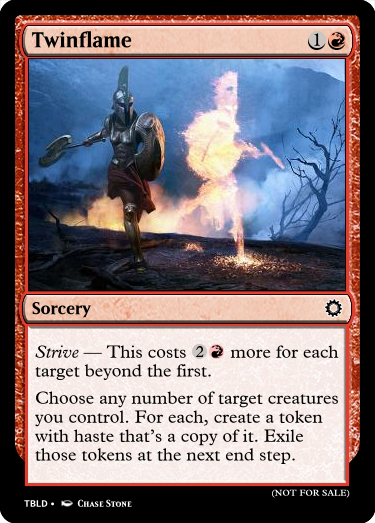 Twinflame 1
Sorcery
Strive — This costs 2 more for each
target beyond the first.
Choose any number of target creatures
you control. For each, create a token
with haste that's a copy of it. Exile
those tokens at the next end step.
(NOT FOR SALE)
TBLD • Chase Stone